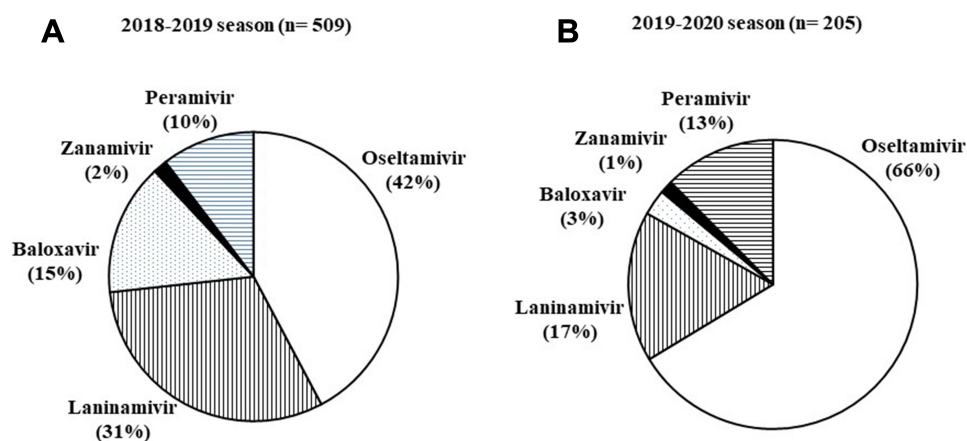 A
2018-2019 season (n= 509)
Peramivir
(10%)
Zanamivir
(2%)
Oseltamivir
(42%)
Baloxavir
(15%)
Laninamivir
(31%)
B
2019-2020 season (n= 205)
Peramivir
(13%)
Zanamivir
(1%)
Oseltamivir
(66%)
Baloxavir
(3%)
Laninamivir
(17%)